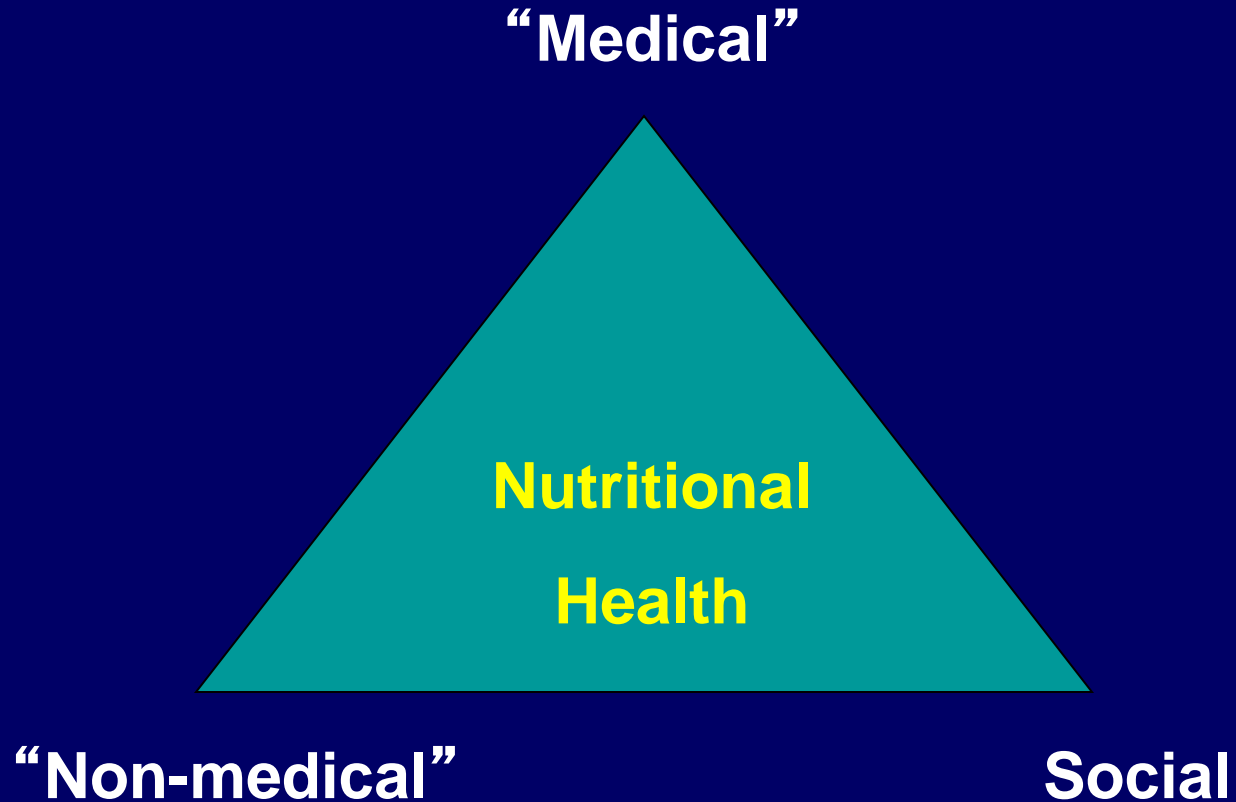 “Medical”
Nutritional
Health
“Non-medical”
Social